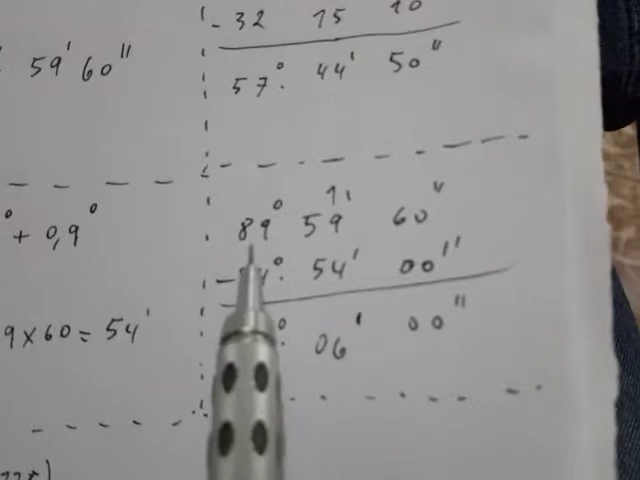 59' 60"
° + 0,9°
9 x 60 = 54'
- 32 15 10
57° 44' 50"
1'
89° 59 60"
54' 00"
06' 00"